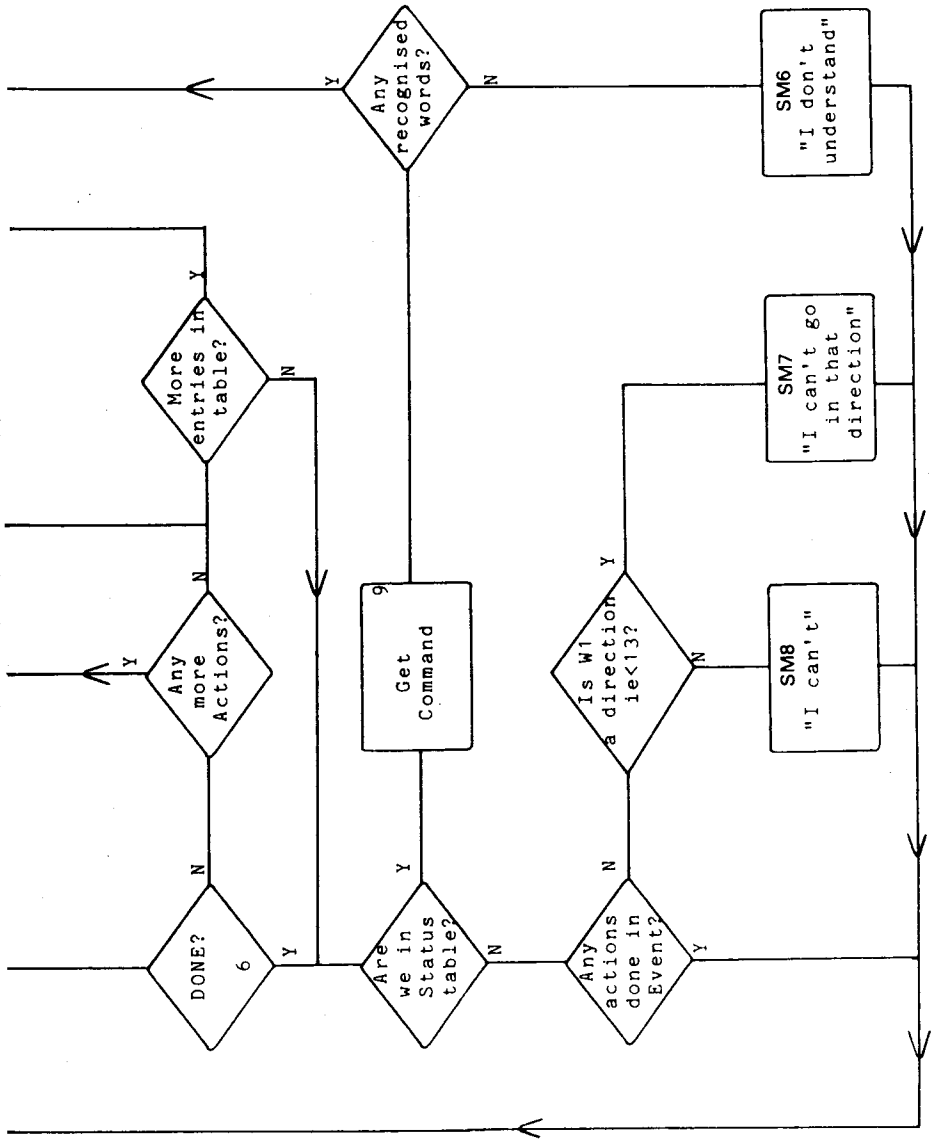 DONE?
6
N
Y
Any
more
Actions?
Y
N
More
entries in
table?
Y
N
Are
we in
Status
table?
Y
N
Get
Command
9
Any
recognised
words?
Y
N
Any
actions
done in
Event?
N
Y
Is W1
a direction
ie<13?
Y
N
SM8
"I can't"
SM7
"I can't go
in that
direction"
SM6
"I don't
understand"